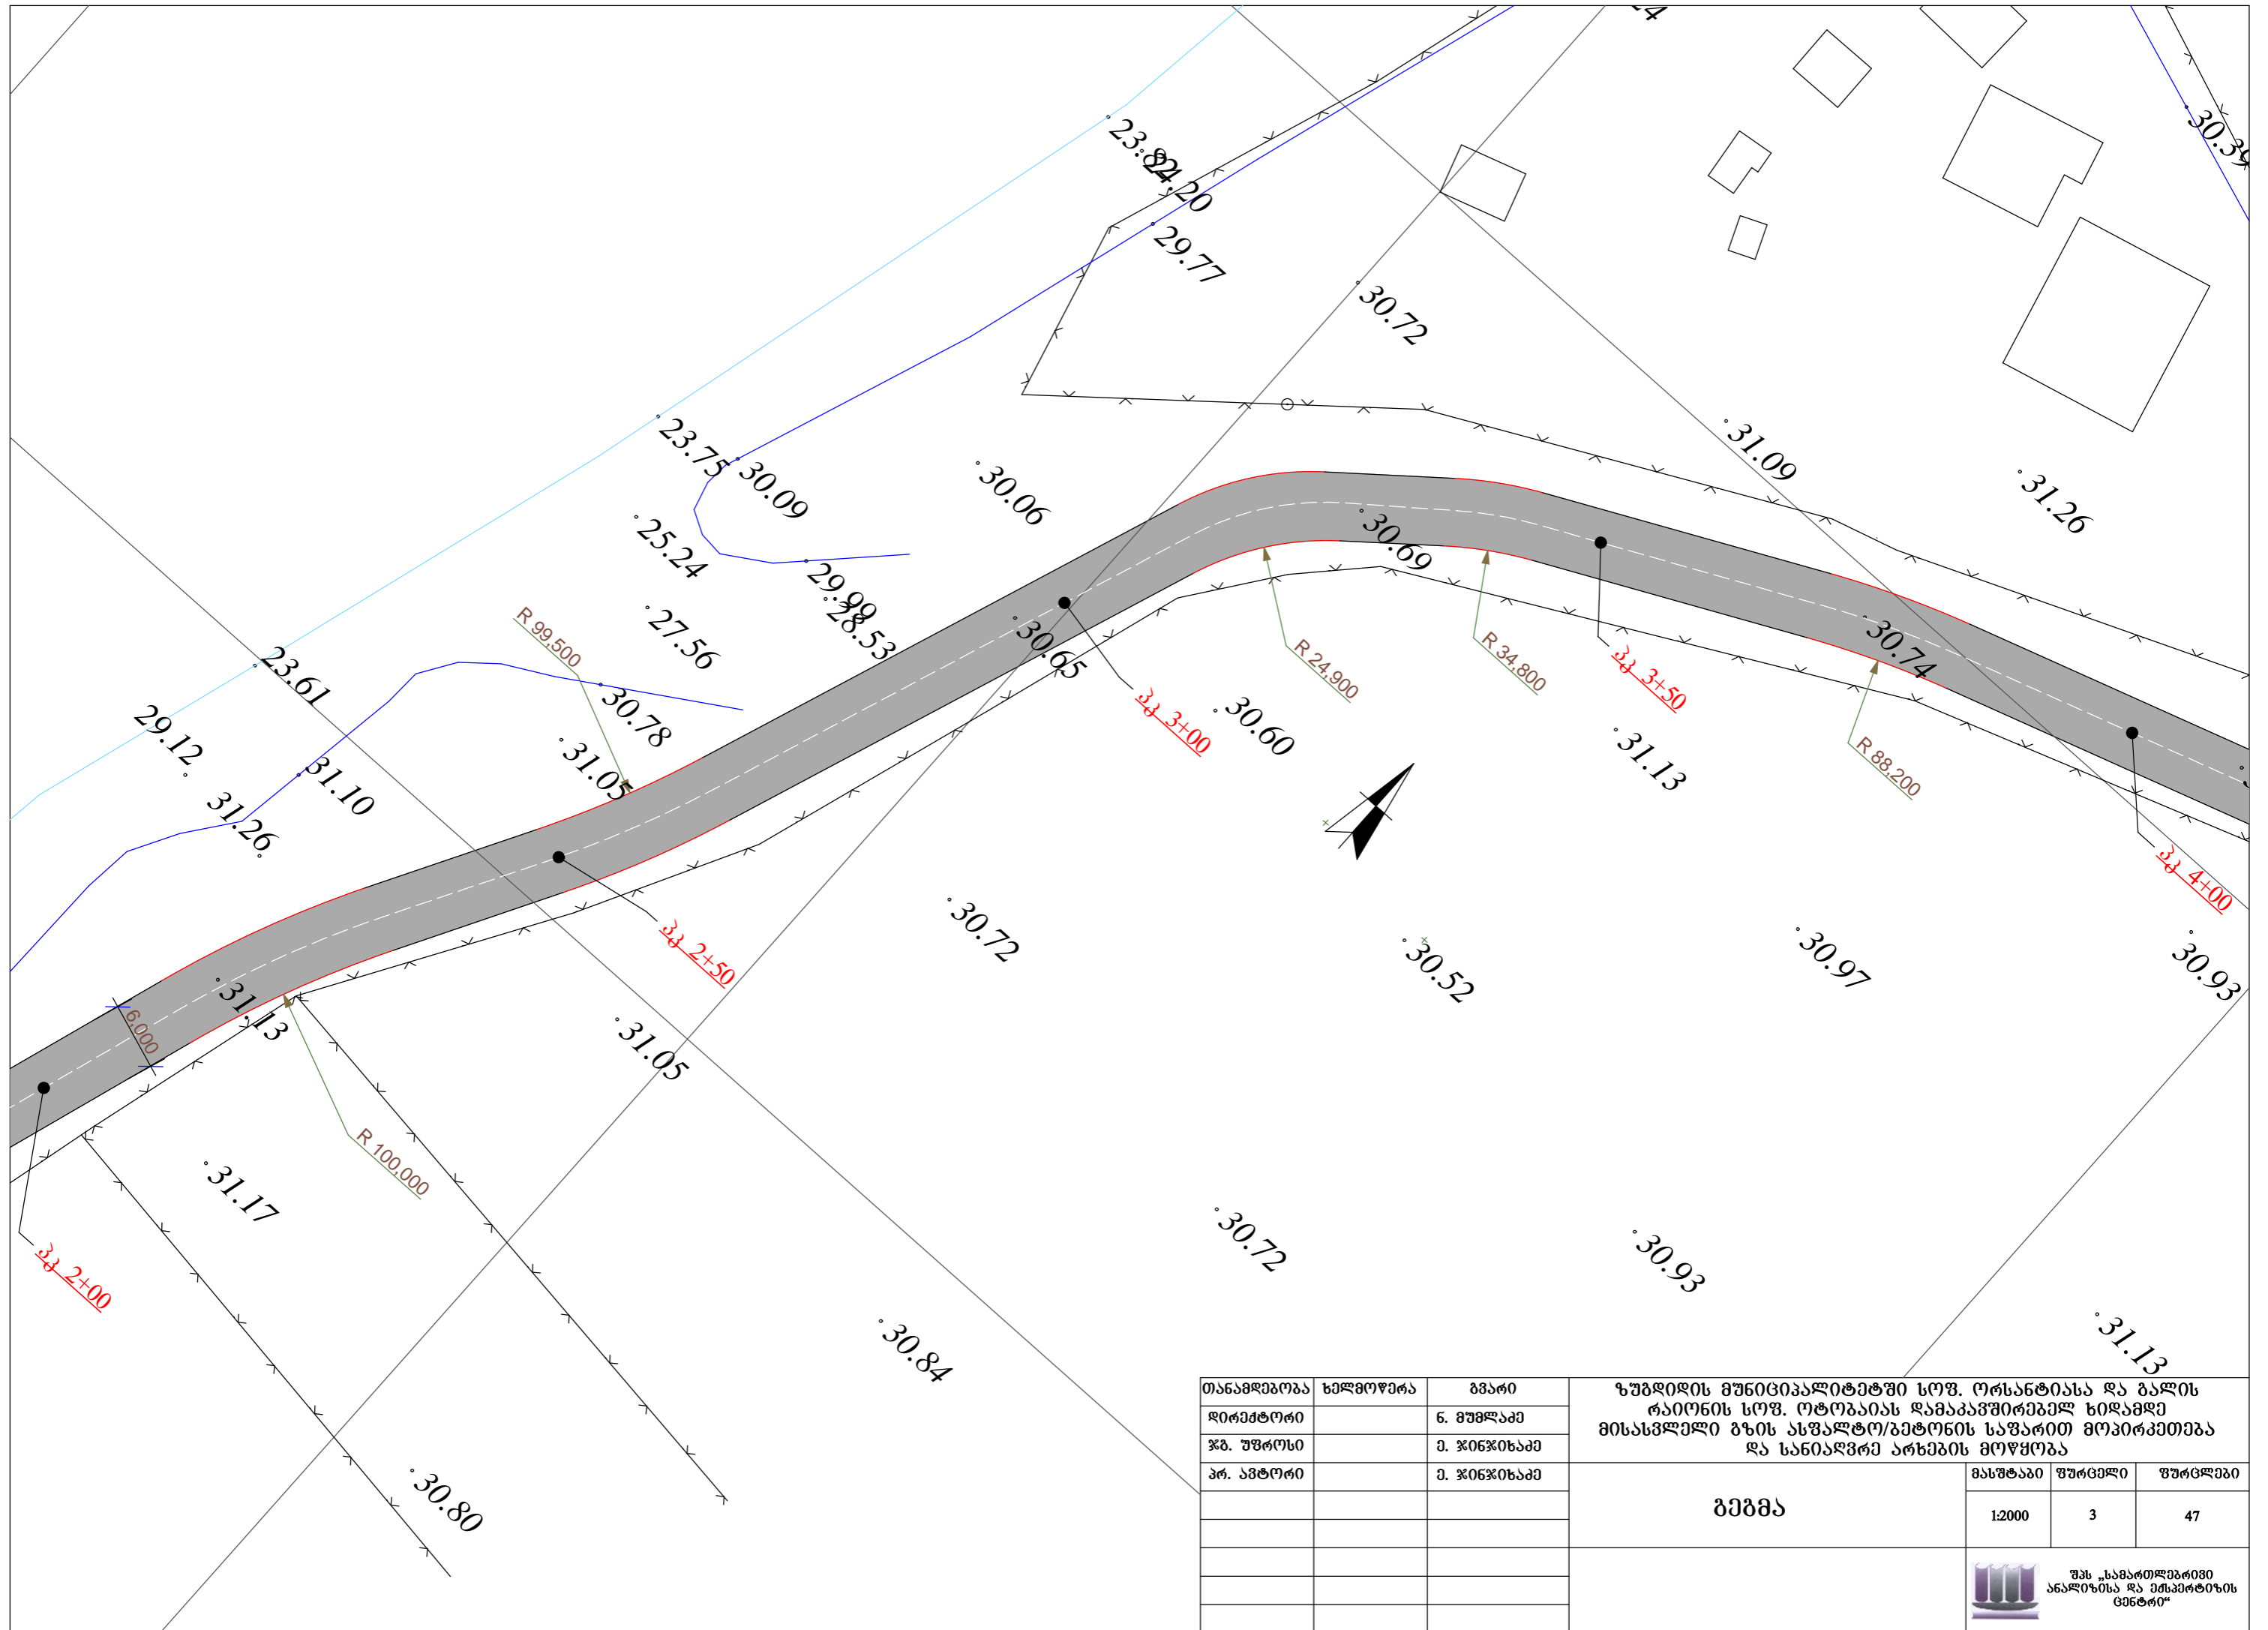 24
30.39
23.82
24.20
29.77
30.72
31.09
31.26
23.75
30.09
30.06
25.24
30.69
29.99
28.53
R 99,500
27.56
30.65
30.74
23.61
R 24,900
R 34,800
პკ 3+50
29.12
30.78
პკ 3+00
30.60
31.13
R 88,200
31.05
31.10
31.26
პკ 4+00
30.72
პკ 2+50
30.52
30.97
30.93
31.13
6,000
31.05
R 100,000
31.17
პკ 2+00
30.72
30.93
30.84
31.13
30.80
თანამდებობა ხელმოწერა გვარი
დირექტორი ნ. მუმლაძე
ჯგ. უფროსი ე. ჯინჯიხაძე
პრ. ავტორი ე. ჯინჯიხაძე
ზუგდიდის მუნიციპალიტეტში სოფ. ორსანტიასა და გალის
რაიონის სოფ. ოტობაიას დამაკავშირებელ ხიდამდე
მისასვლელი გზის ასფალტო/ბეტონის საფარით მოპირკეთება
და სანიაღვრე არხების მოწყობა
გეგმა
მასშტაბი ფურცელი ფურცლები
1:2000 3 47
შპს „სამართლებრივი
ანალიზისა და ექსპერტიზის
ცენტრი“